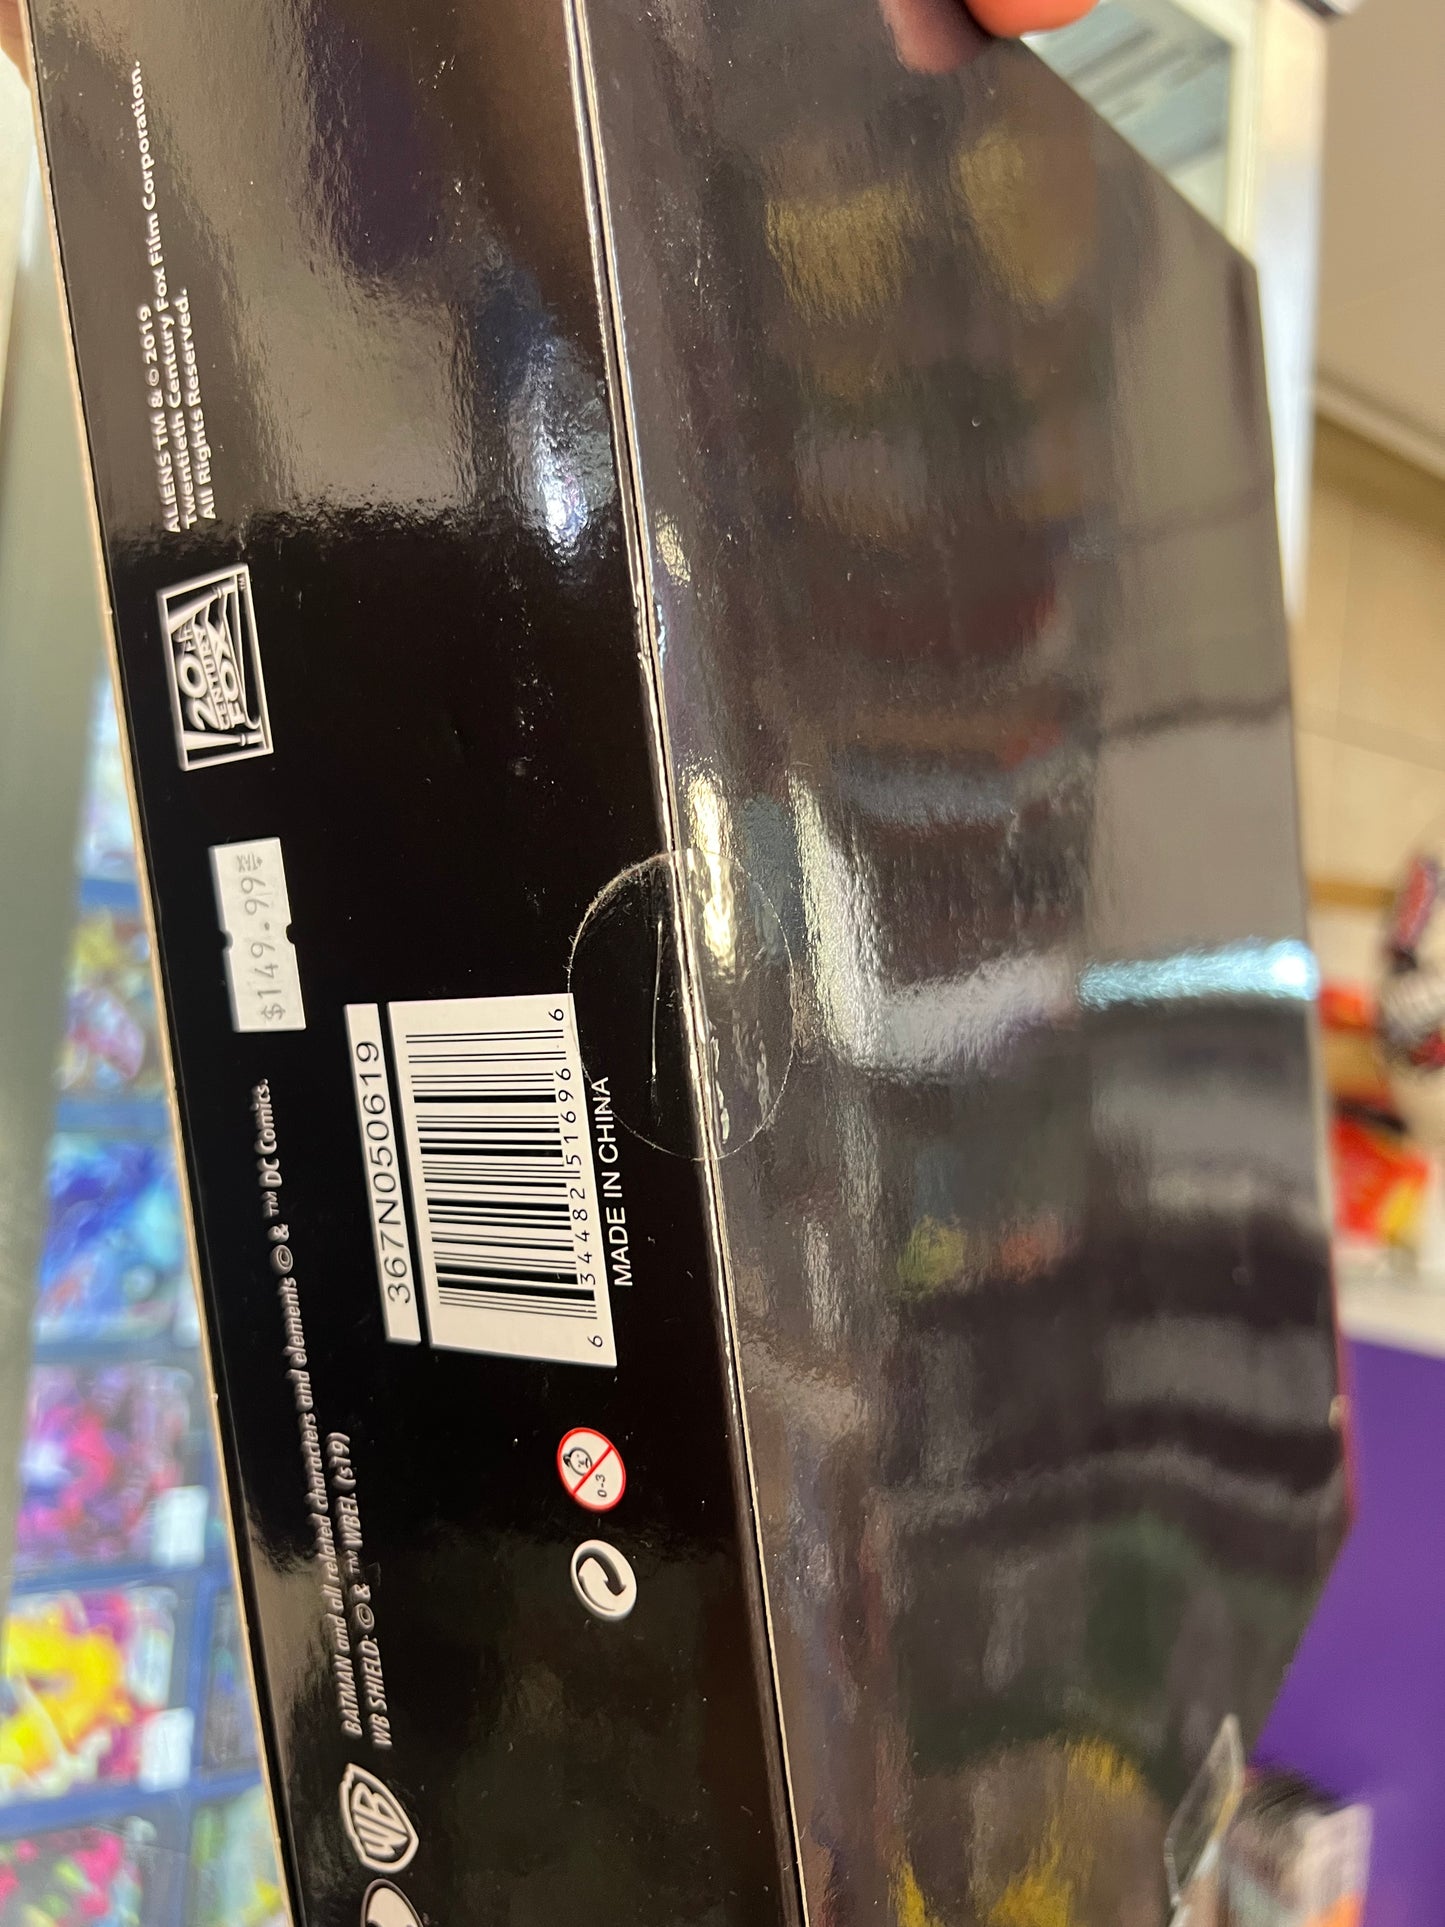 ALIENS TM & © 2019
Twentieth Century Fox Film Corporation.
All Rights Reserved.
20th
CENTURY
FOX
TM
$149.99
367N050619
6 34482 51696 6
MADE IN CHINA
0-3
BATMAN and all related characters and elements © & ™ DC Comics.
WB SHIELD: © & ™ WBEI. (s19)
WB